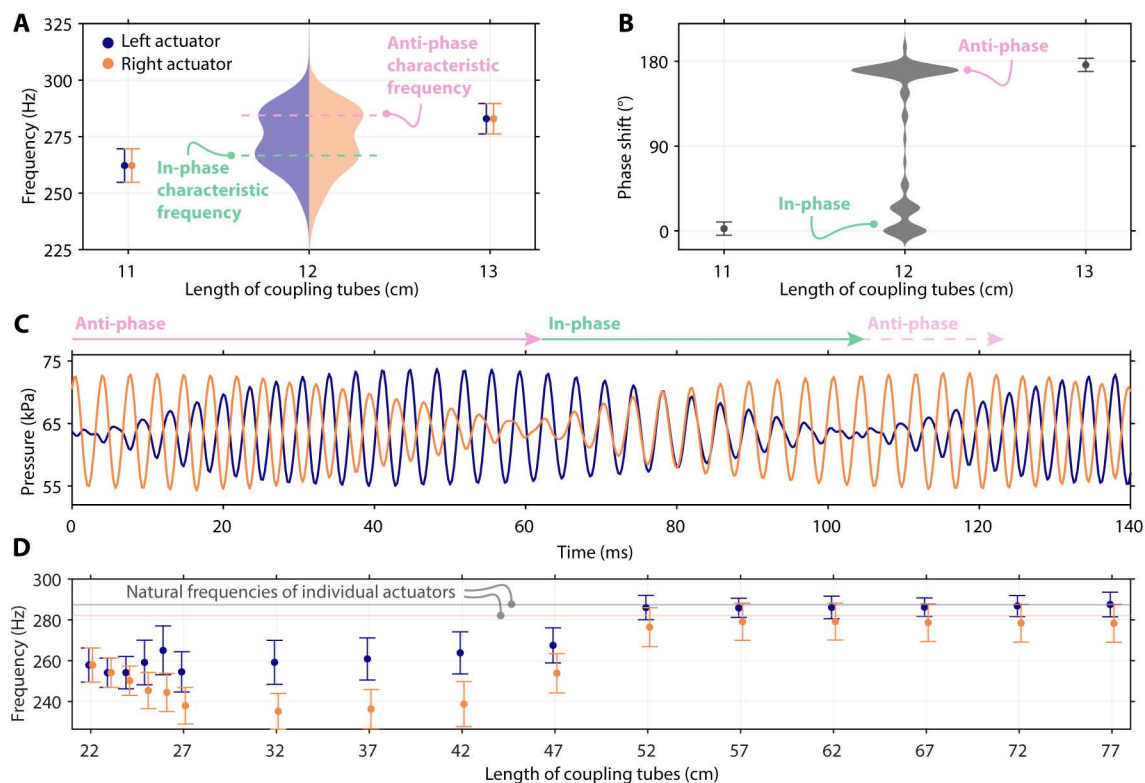 A
325
300
275
250
225
Frequency (Hz)
Left actuator
Right actuator
Anti-phase
characteristic
frequency
In-phase
characteristic
frequency
11
12
13
Length of coupling tubes (cm)
B
180
90
0
Phase shift (°)
Anti-phase
In-phase
11
12
13
Length of coupling tubes (cm)
C
Anti-phase
In-phase
Anti-phase
75
65
55
Pressure (kPa)
0
20
40
60
80
100
120
140
Time (ms)
D
300
280
260
240
Frequency (Hz)
Natural frequencies of individual actuators
22
27
32
37
42
47
52
57
62
67
72
77
Length of coupling tubes (cm)